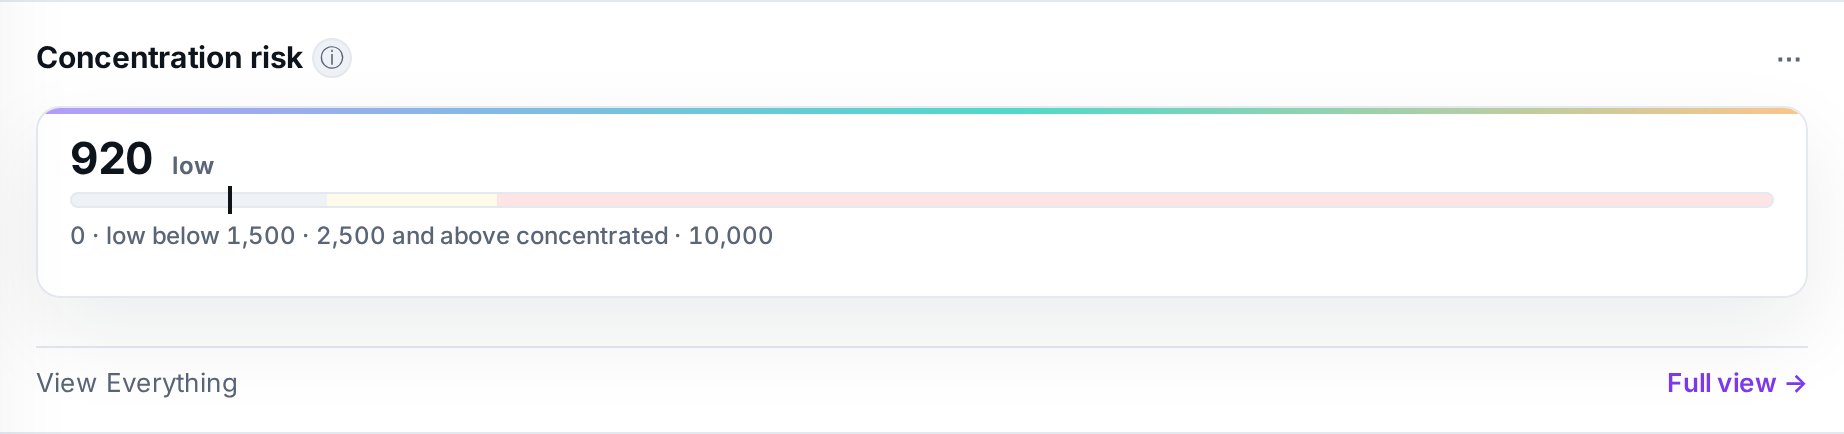 Concentration risk ⓘ
...
920 low
0 · low below 1,500 · 2,500 and above concentrated · 10,000
View Everything
Full view →